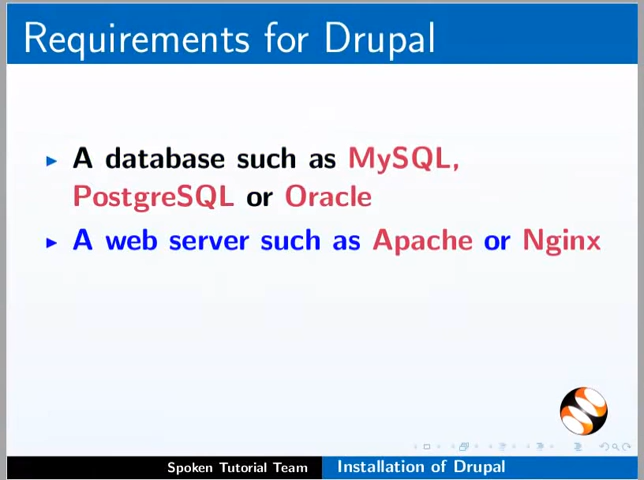 Requirements for Drupal
A database such as MySQL,
PostgreSQL or Oracle
A web server such as Apache or Nginx
Spoken Tutorial Team
Installation of Drupal